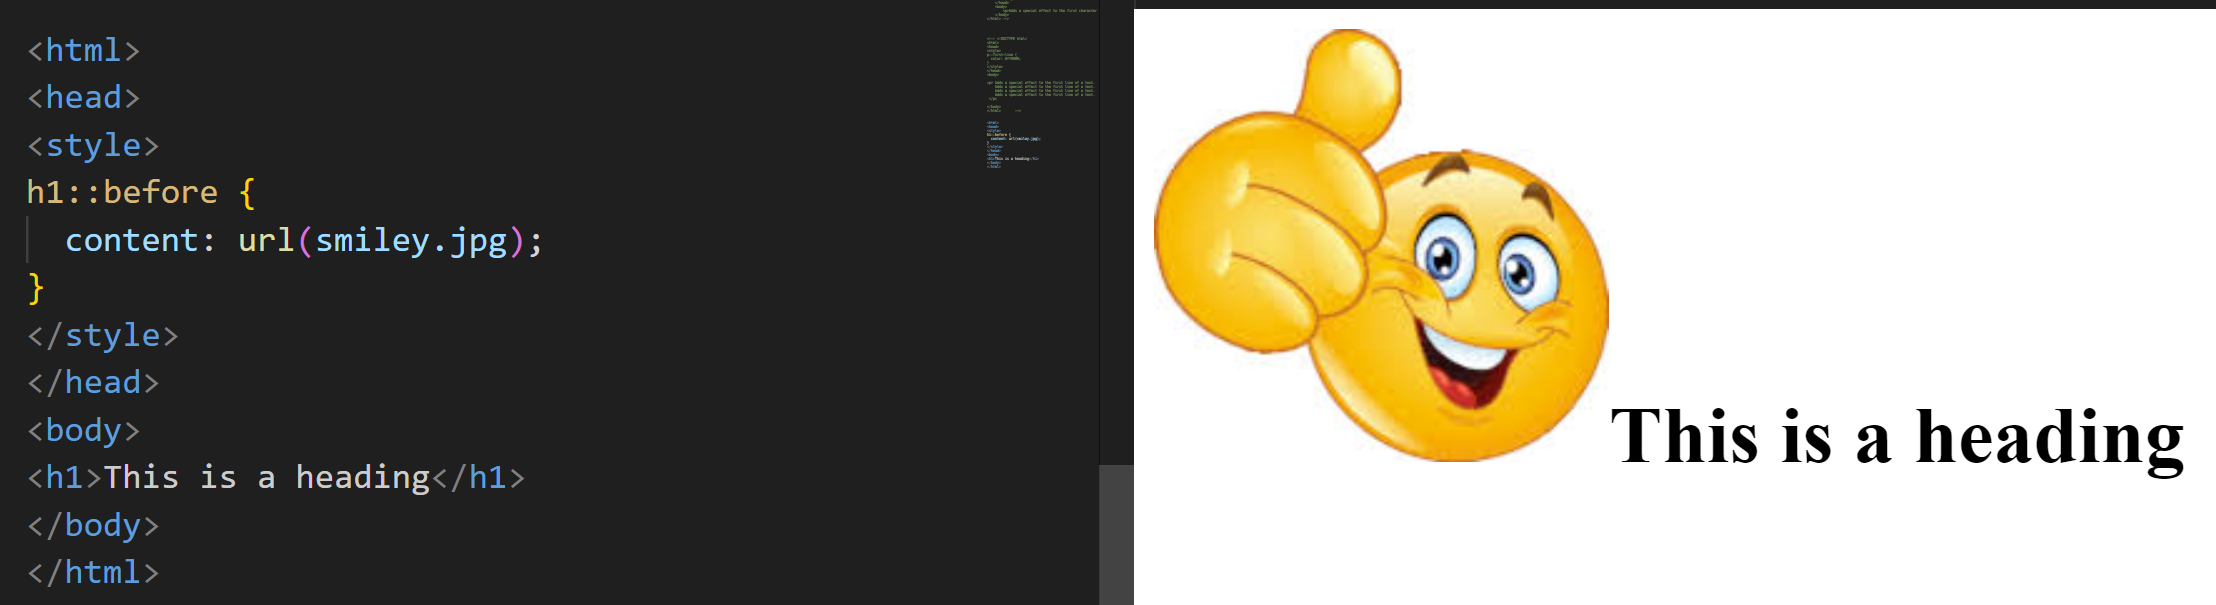 <html>
<head>
<style>
h1::before {
  content: url(smiley.jpg);
}
</style>
</head>
<body>
<h1>This is a heading</h1>
</body>
</html>
This is a heading